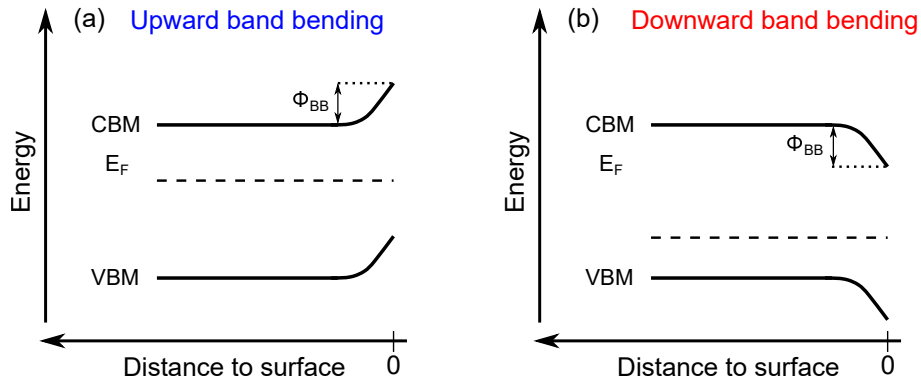 (a) Upward band bending
Φ_BB
CBM
E_F
VBM
Energy
Distance to surface
0
(b) Downward band bending
CBM
Φ_BB
E_F
VBM
Energy
Distance to surface
0